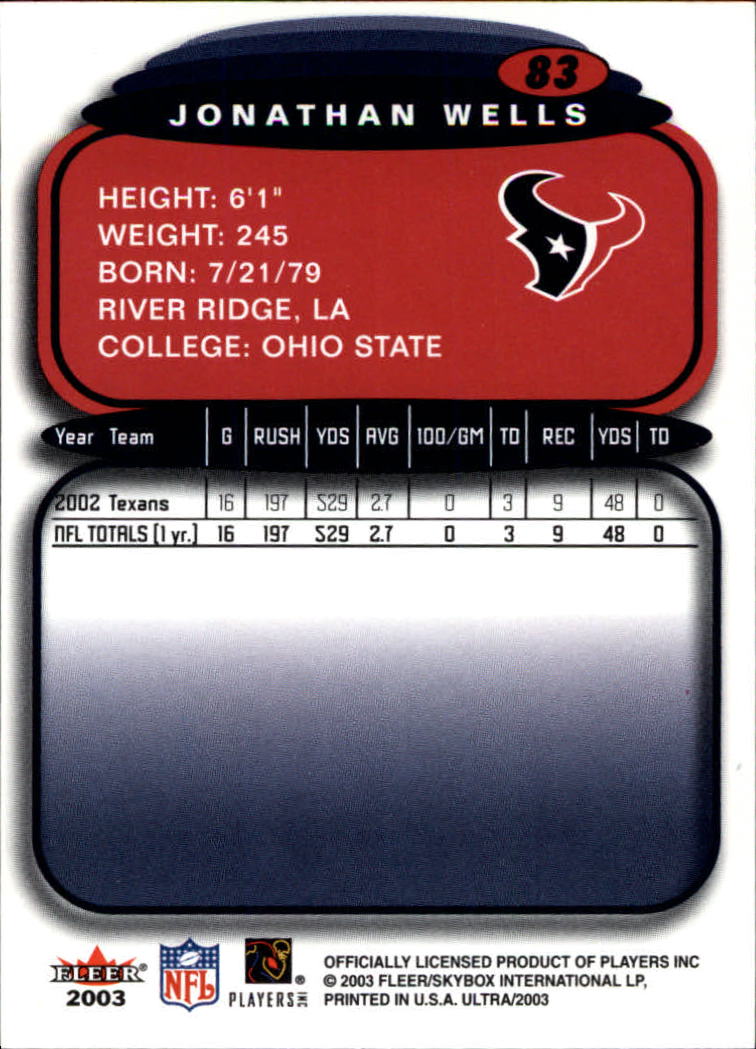 83
JONATHAN WELLS
HEIGHT: 6'1"
WEIGHT: 245
BORN: 7/21/79
RIVER RIDGE, LA
COLLEGE: OHIO STATE
Year Team G RUSH YDS AVG 100/GM TD REC YDS TD
2002 Texans 16 197 529 2.7 0 3 9 48 0
NFL TOTALS (1 yr.) 16 197 529 2.7 0 3 9 48 0
FLEER®
2003
NFL
PLAYERS INC ®
OFFICIALLY LICENSED PRODUCT OF PLAYERS INC
© 2003 FLEER/SKYBOX INTERNATIONAL LP,
PRINTED IN U.S.A. ULTRA/2003